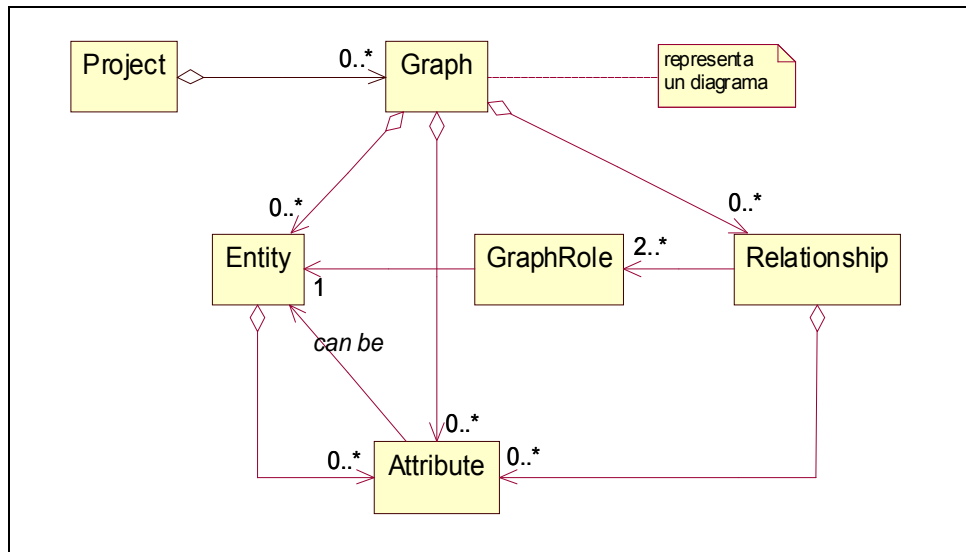 Project
0..*
Graph
representa
un diagrama
0..*
0..*
Entity
1
GraphRole
2..*
Relationship
can be
0..*
0..*
0..*
Attribute